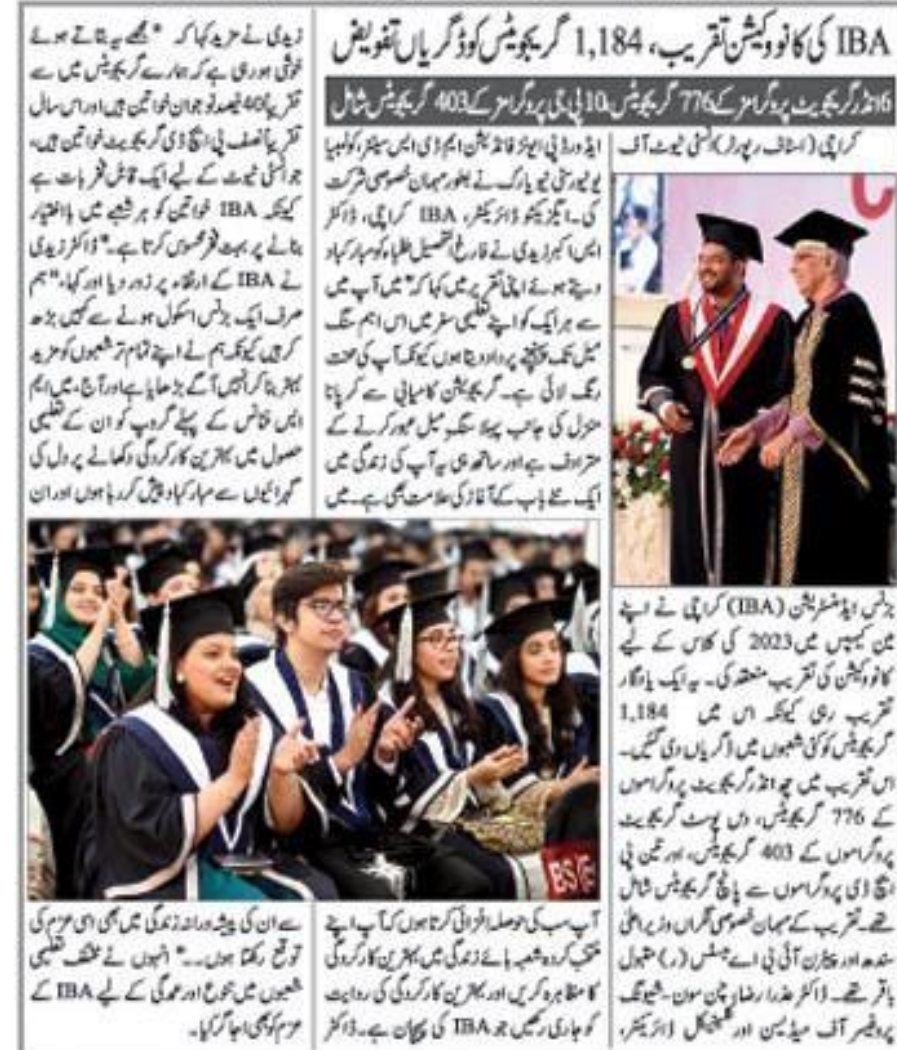 IBA کی کانووکیشن تقریب، 1,184 گریجویٹس کو ڈگریاں تفویض
6انڈر گریجویٹ پروگرامز کے 776 گریجویٹس، 10پی جی پروگرامز کے 403 گریجویٹس شامل
کراچی (اسٹاف رپورٹر) انسٹی ٹیوٹ آف
بزنس ایڈمنسٹریشن (IBA) کراچی نے اپنے
مین کیمپس میں 2023 کی کلاس کے لیے
کانووکیشن کی تقریب منعقد کی۔ یہ ایک یادگار
تقریب رہی کیونکہ اس میں 1,184
گریجویٹس کو کئی شعبوں میں ڈگریاں دی گئیں۔
اس تقریب میں چھ انڈر گریجویٹ پروگراموں
کے 776 گریجویٹس، دس پوسٹ گریجویٹ
پروگراموں کے 403 گریجویٹس، اور تین پی
ایچ ڈی پروگراموں سے پانچ گریجویٹس شامل
تھے۔ تقریب کے مہمان خصوصی نگراں وزیر اعلیٰ
سندھ اور پیٹرن آئی بی اے جسٹس (ر) مقبول
باقر تھے۔ ڈاکٹر عذرا رضا، چن سون۔شیونگ
پروفیسر آف میڈیسن اور کلینیکل ڈائریکٹر،
ایڈورڈ پی ایونز فاؤنڈیشن ایم ڈی ایس سینٹر، کولمبیا
یونیورسٹی نیویارک نے بطور مہمان خصوصی شرکت
کی۔ ایگزیکٹو ڈائریکٹر، IBA کراچی، ڈاکٹر
ایس اکبر زیدی نے فارغ التحصیل طلباء کو مبارکباد
دیتے ہوئے اپنی تقریر میں کہا کہ "میں آپ میں
سے ہر ایک کو اپنے تعلیمی سفر میں اس اہم سنگ
میل تک پہنچنے پر داد دیتا ہوں کیونکہ آپ کی محنت
رنگ لائی ہے۔ گریجویشن کامیابی سے کر پانا
منزل کی جانب پہلا سنگ میل عبور کرنے کے
مترادف ہے اور ساتھ ہی یہ آپ کی زندگی میں
ایک نئے باب کے آغاز کی علامت بھی ہے۔ میں
آپ سب کی حوصلہ افزائی کرتا ہوں کہ آپ اپنے
منتخب کردہ شعبہ ہائے زندگی میں بہترین کارکردگی
کا مظاہرہ کریں اور بہترین کارکردگی کی روایت
کو جاری رکھیں جو IBA کی پہچان ہے۔ ڈاکٹر
زیدی نے مزید کہا کہ "مجھے یہ بتاتے ہوئے
خوشی ہو رہی ہے کہ ہمارے گریجویٹس میں سے
تقریباً 40 فیصد نوجوان خواتین ہیں اور اس سال
تقریباً نصف پی ایچ ڈی گریجویٹ خواتین ہیں،
جو انسٹی ٹیوٹ کے لیے ایک قابل فخر بات ہے
کیونکہ IBA خواتین کو ہر شعبے میں بااختیار
بنانے پر بہت فخر محسوس کرتا ہے۔" ڈاکٹر زیدی
نے IBA کے ارتقاء پر زور دیا اور کہا، "ہم
صرف ایک بزنس اسکول ہونے سے کہیں بڑھ
کر ہیں کیونکہ ہم نے اپنے تمام تر شعبوں کو مزید
بہتر بنا کر انہیں آگے بڑھایا ہے اور آج، میں ایم
ایس فنانس کے پہلے گروپ کو ان کے تعلیمی
حصول میں بہترین کارکردگی دکھانے پر دل کی
گہرائیوں سے مبارکباد پیش کر رہا ہوں اور ان
سے ان کی پیشہ ورانہ زندگی میں بھی اسی عزم کی
توقع رکھتا ہوں۔۔" انہوں نے مختلف تعلیمی
شعبوں میں تنوع اور عمدگی کے لیے IBA کے
عزم کو بھی اجاگر کیا۔